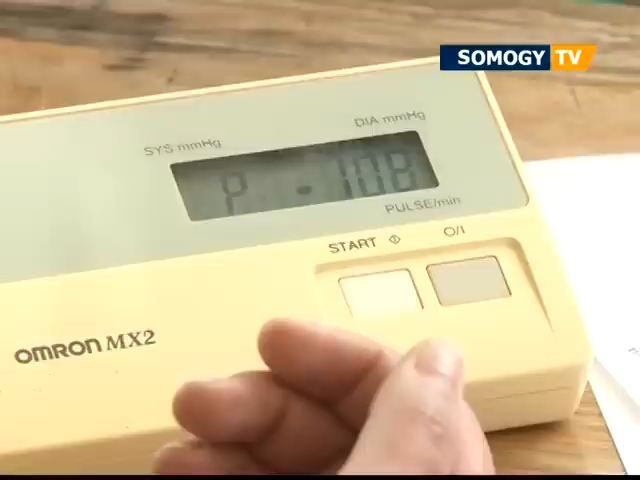 SOMOGY TV
DIA mmHg
SYS mmHg
P - 108
PULSE/min
START O/I
OMRON MX2